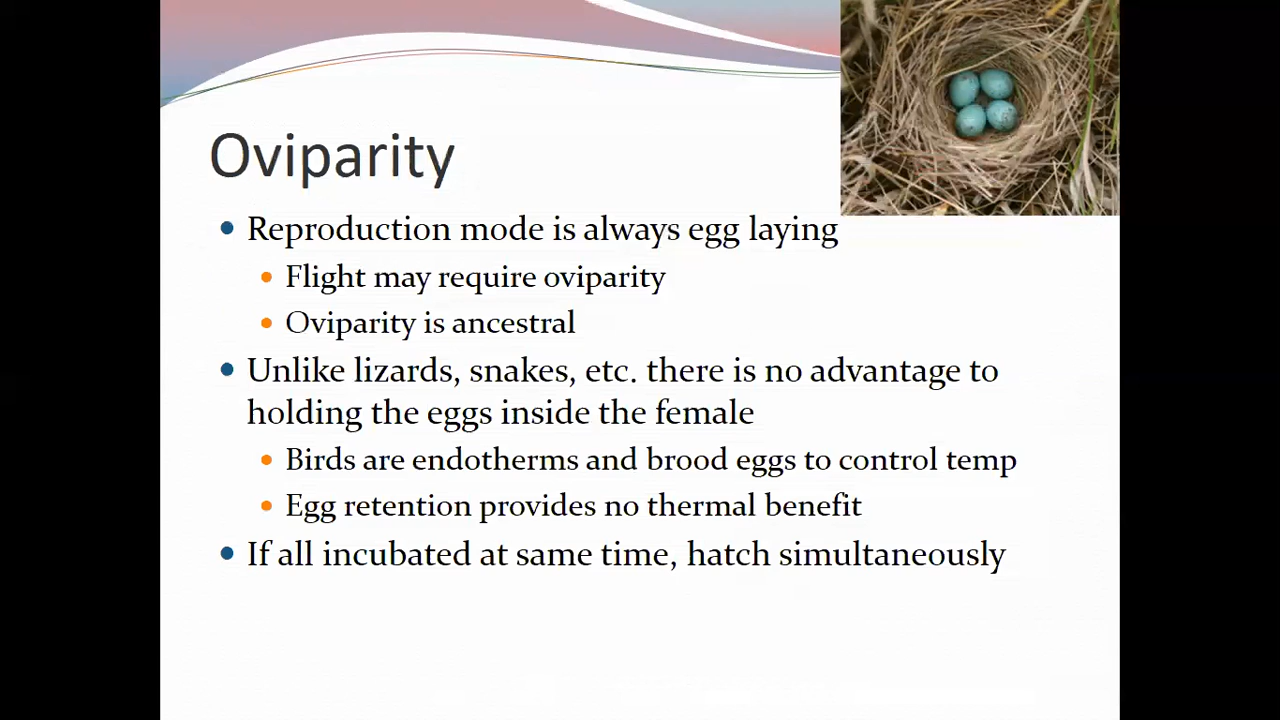 Oviparity
• Reproduction mode is always egg laying
• Flight may require oviparity
• Oviparity is ancestral
• Unlike lizards, snakes, etc. there is no advantage to
holding the eggs inside the female
• Birds are endotherms and brood eggs to control temp
• Egg retention provides no thermal benefit
• If all incubated at same time, hatch simultaneously